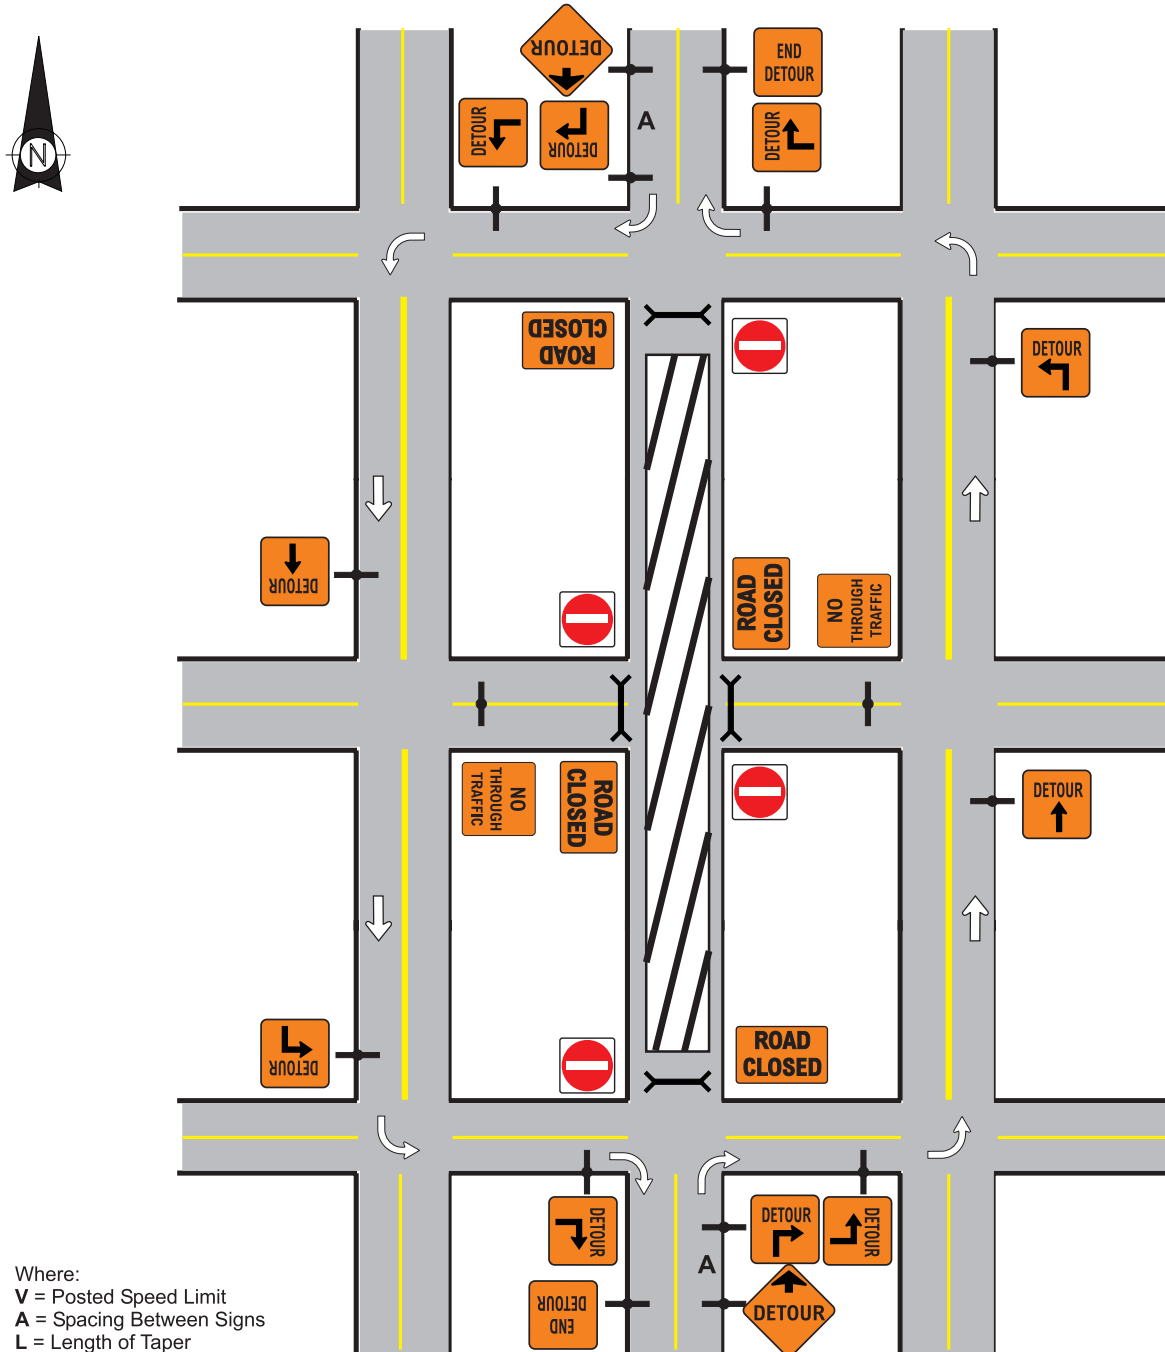 DETOUR
END
DETOUR
DETOUR
DETOUR
A
DETOUR
N
ROAD
CLOSED
DETOUR
DETOUR
ROAD
CLOSED
NO
THROUGH
TRAFFIC
NO
THROUGH
TRAFFIC
ROAD
CLOSED
DETOUR
DETOUR
ROAD
CLOSED
DETOUR
DETOUR
DETOUR
A
END
DETOUR
DETOUR
Where:
V = Posted Speed Limit
A = Spacing Between Signs
L = Length of Taper